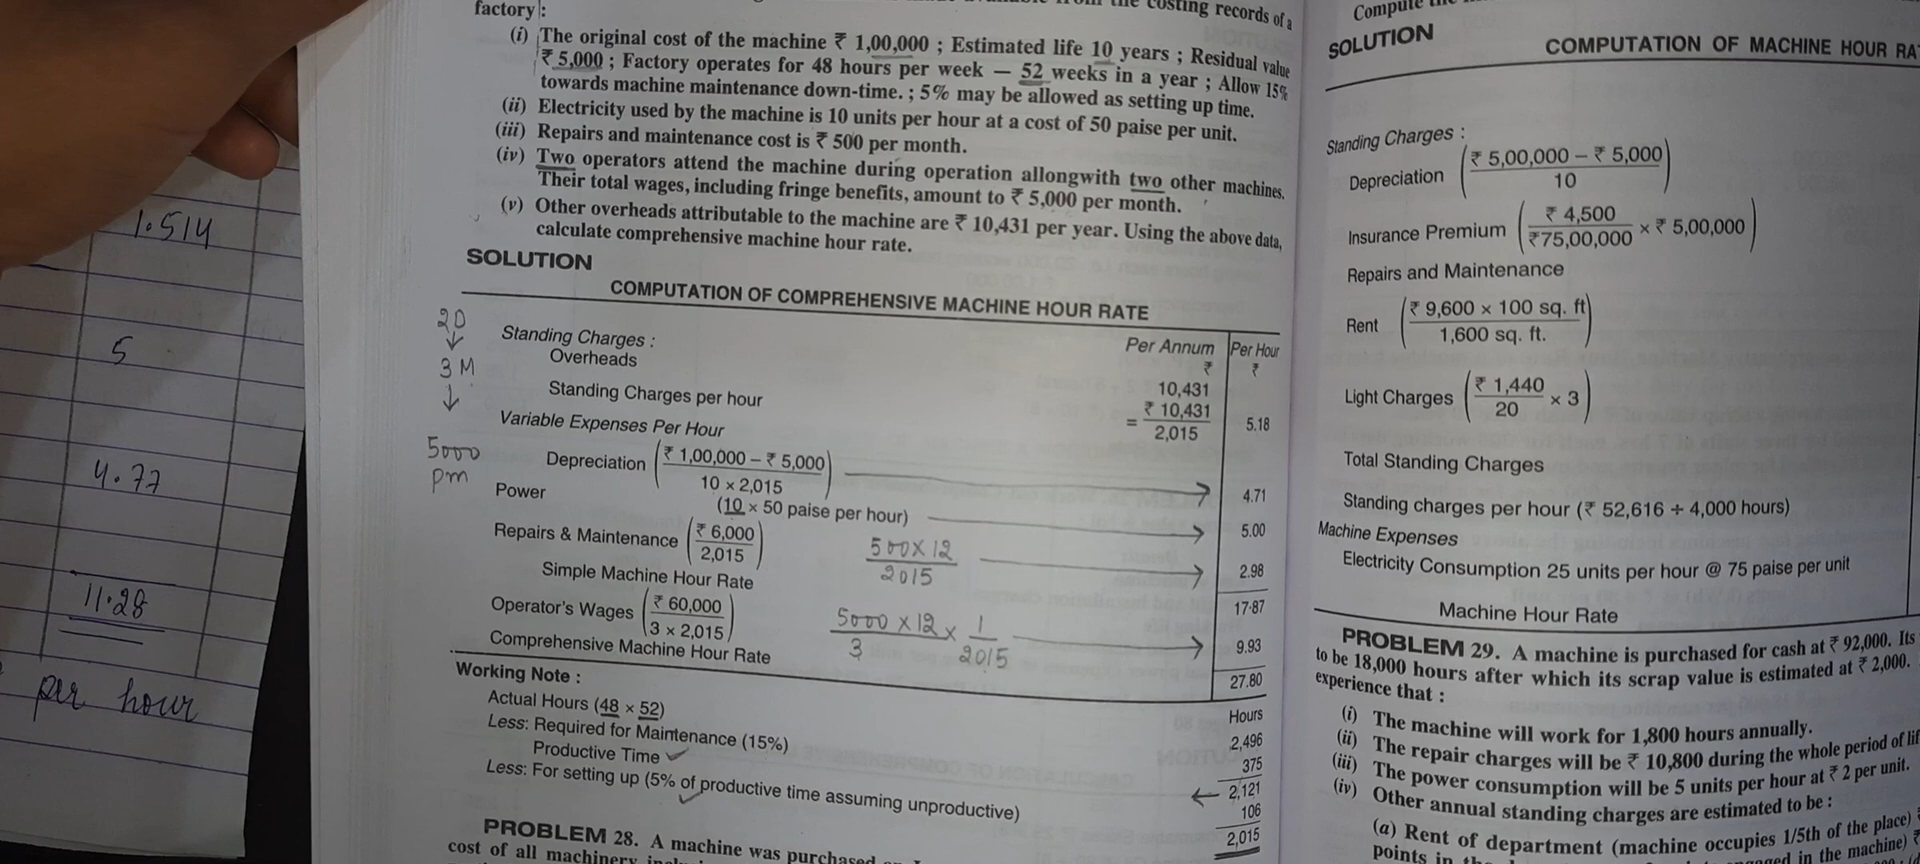 1.514
5
4.77
11.28
per hour
costing records of a
factory :
(i) The original cost of the machine ₹ 1,00,000 ; Estimated life 10 years ; Residual value
₹ 5,000 ; Factory operates for 48 hours per week — 52 weeks in a year ; Allow 15%
towards machine maintenance down-time. ; 5% may be allowed as setting up time.
(ii) Electricity used by the machine is 10 units per hour at a cost of 50 paise per unit.
(iii) Repairs and maintenance cost is ₹ 500 per month.
(iv) Two operators attend the machine during operation allongwith two other machines.
Their total wages, including fringe benefits, amount to ₹ 5,000 per month.
(v) Other overheads attributable to the machine are ₹ 10,431 per year. Using the above data,
calculate comprehensive machine hour rate.
SOLUTION
COMPUTATION OF COMPREHENSIVE MACHINE HOUR RATE
Per Annum Per Hour
₹ ₹
Standing Charges :
Overheads 10,431
Standing Charges per hour = ₹ 10,431 / 2,015 5.18
Variable Expenses Per Hour
Depreciation (₹ 1,00,000 – ₹ 5,000 / 10 × 2,015) 4.71
Power (10 × 50 paise per hour) 5.00
Repairs & Maintenance (₹ 6,000 / 2,015) 500 X 12 / 2015 2.98
Simple Machine Hour Rate 17·87
Operator's Wages (₹ 60,000 / 3 × 2,015) 5000 X 12 / 3 × 1 / 2015 9.93
Comprehensive Machine Hour Rate 27.80
20
3 M
5000
pm
Working Note :
Hours
Actual Hours (48 × 52) 2,496
Less: Required for Maintenance (15%) 375
Productive Time 2,121
Less: For setting up (5% of productive time assuming unproductive) 106
2,015
PROBLEM 28. A machine was purchased
cost of all machinery
Compute
SOLUTION
COMPUTATION OF MACHINE HOUR
Standing Charges :
Depreciation (₹ 5,00,000 – ₹ 5,000 / 10)
Insurance Premium (₹ 4,500 / ₹75,00,000 × ₹ 5,00,000)
Repairs and Maintenance
Rent (₹ 9,600 × 100 sq. ft / 1,600 sq. ft.)
Light Charges (₹ 1,440 / 20 × 3)
Total Standing Charges
Standing charges per hour (₹ 52,616 ÷ 4,000 hours)
Machine Expenses
Electricity Consumption 25 units per hour @ 75 paise per unit
Machine Hour Rate
PROBLEM 29. A machine is purchased for cash at ₹ 92,000. Its
to be 18,000 hours after which its scrap value is estimated at ₹ 2,000.
experience that :
(i) The machine will work for 1,800 hours annually.
(ii) The repair charges will be ₹ 10,800 during the whole period of
(iii) The power consumption will be 5 units per hour at ₹ 2 per unit.
(iv) Other annual standing charges are estimated to be :
(a) Rent of department (machine occupies 1/5th of the place)
points in in the machine)